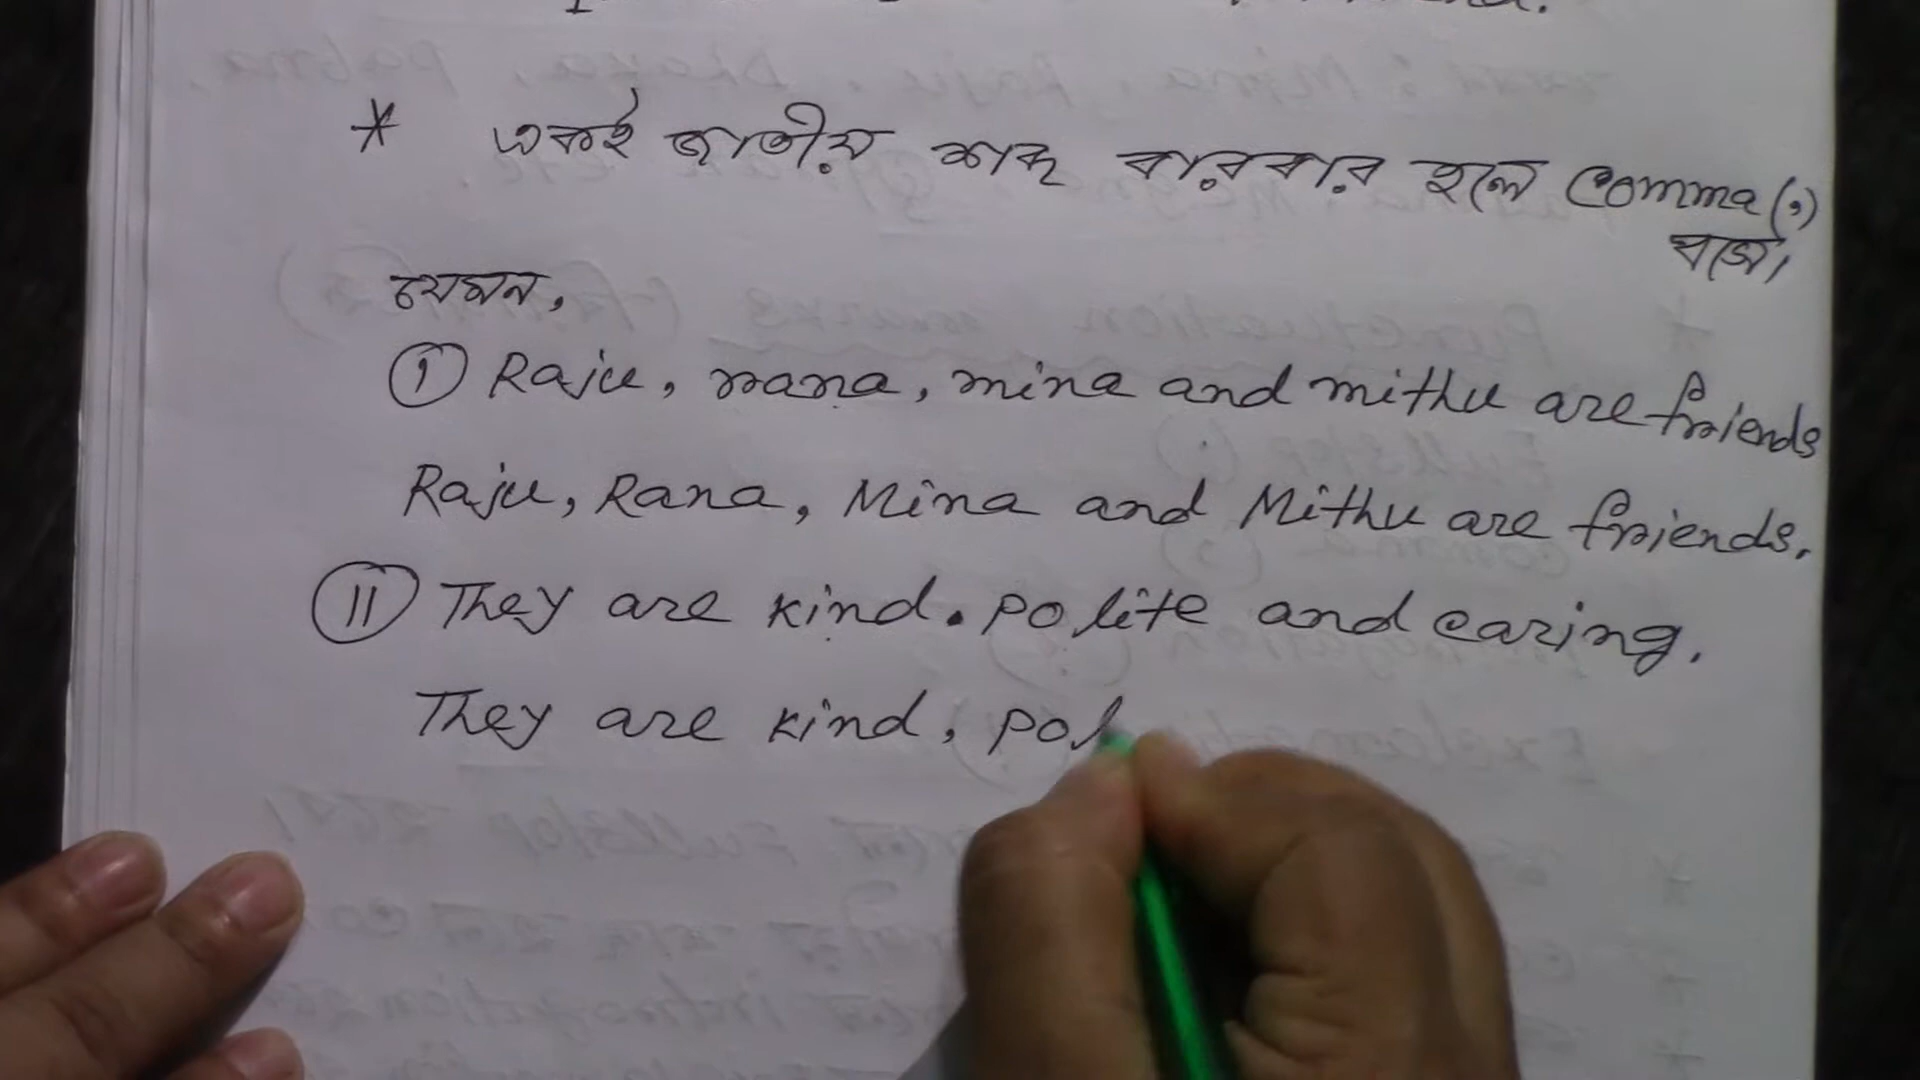 * একই জাতীয় শব্দ বারবার হলে Comma (,)
বসে।
যেমন,
(I) Raju, rana, mina and mithu are friends
Raju, Rana, Mina and Mithu are friends.
(II) They are kind. polite and caring.
They are kind, pol